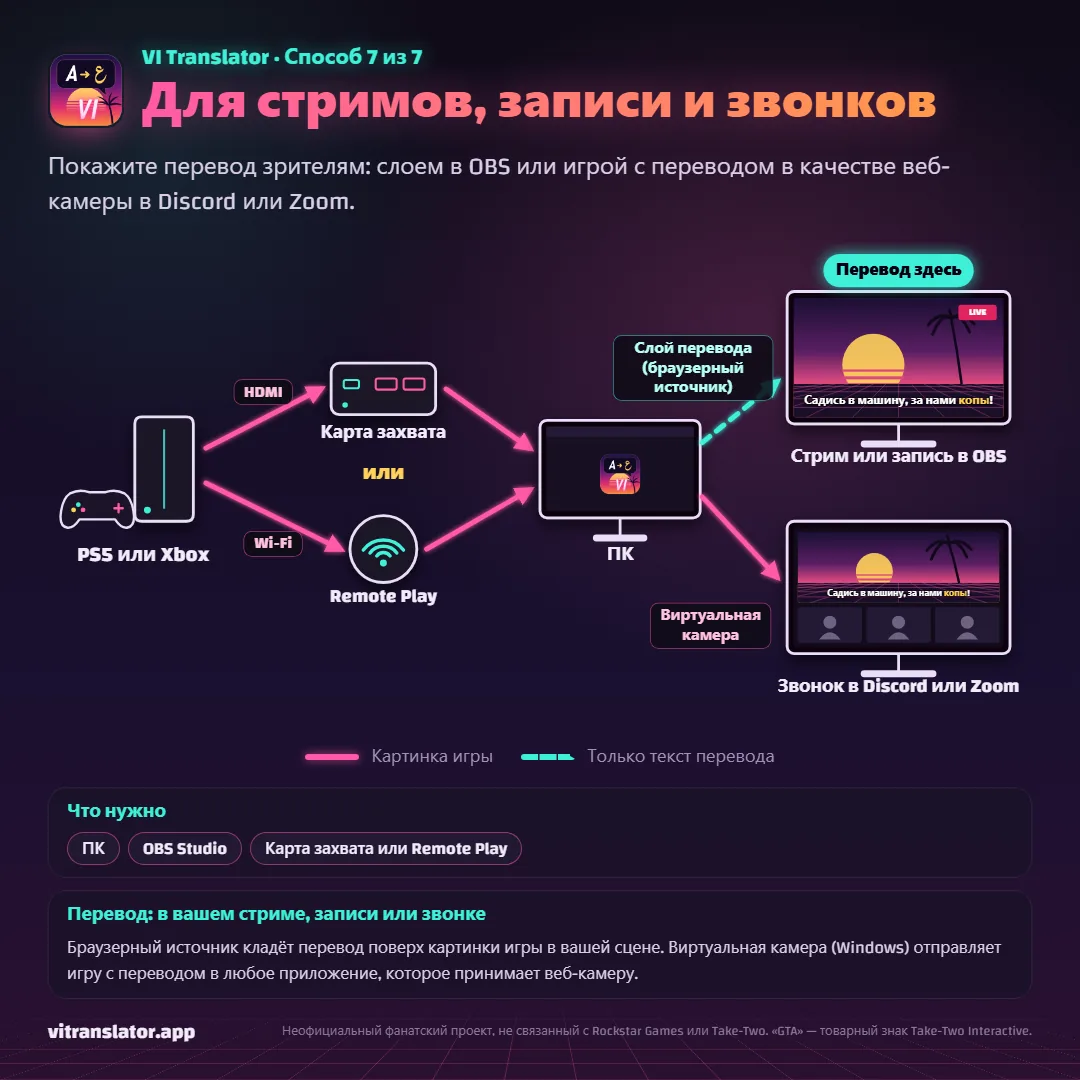 A→ع
VI
VI Translator · Способ 7 из 7
Для стримов, записи и звонков
Покажите перевод зрителям: слоем в OBS или игрой с переводом в качестве веб-
камеры в Discord или Zoom.
Перевод здесь
LIVE
Садись в машину, за нами копы!
Стрим или запись в OBS
Слой перевода
(браузерный
источник)
HDMI
Карта захвата
или
Wi-Fi
Remote Play
PS5 или Xbox
A→ع
VI
ПК
Виртуальная
камера
Садись в машину, за нами копы!
Звонок в Discord или Zoom
Картинка игры
Только текст перевода
Что нужно
ПК
OBS Studio
Карта захвата или Remote Play
Перевод: в вашем стриме, записи или звонке
Браузерный источник кладёт перевод поверх картинки игры в вашей сцене. Виртуальная камера (Windows) отправляет
игру с переводом в любое приложение, которое принимает веб-камеру.
vitranslator.app
Неофициальный фанатский проект, не связанный с Rockstar Games или Take-Two. «GTA» — товарный знак Take-Two Interactive.